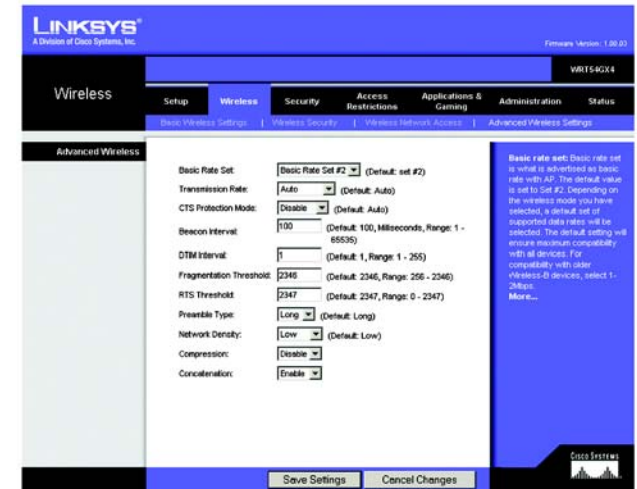 LINKSYS®
A Division of Cisco Systems, Inc.
Firmware Version: 1.00.03
WRT54GX4
Wireless
Setup Wireless Security Access Restrictions Applications & Gaming Administration Status
Basic Wireless Settings | Wireless Security | Wireless Network Access | Advanced Wireless Settings
Advanced Wireless
Basic Rate Set: Basic Rate Set #2 (Default: set #2)
Transmission Rate: Auto (Default: Auto)
CTS Protection Mode: Disable (Default: Auto)
Beacon Interval: 100 (Default: 100, Milliseconds, Range: 1 -
65535)
DTIM Interval: 1 (Default: 1, Range: 1 - 255)
Fragmentation Threshold: 2346 (Default: 2346, Range: 256 - 2346)
RTS Threshold: 2347 (Default: 2347, Range: 0 - 2347)
Preamble Type: Long (Default: Long)
Network Density: Low (Default: Low)
Compression: Disable
Concatenation: Enable
Basic rate set: Basic rate set
is what is advertised as basic
rate with AP. The default value
is set to Set #2. Depending on
the wireless mode you have
selected, a default set of
supported data rates will be
selected. The default setting will
ensure maximum compatibility
with all devices. For
compatibility with older
Wireless-B devices, select 1-
2Mbps.
More...
Save Settings Cancel Changes
CISCO SYSTEMS